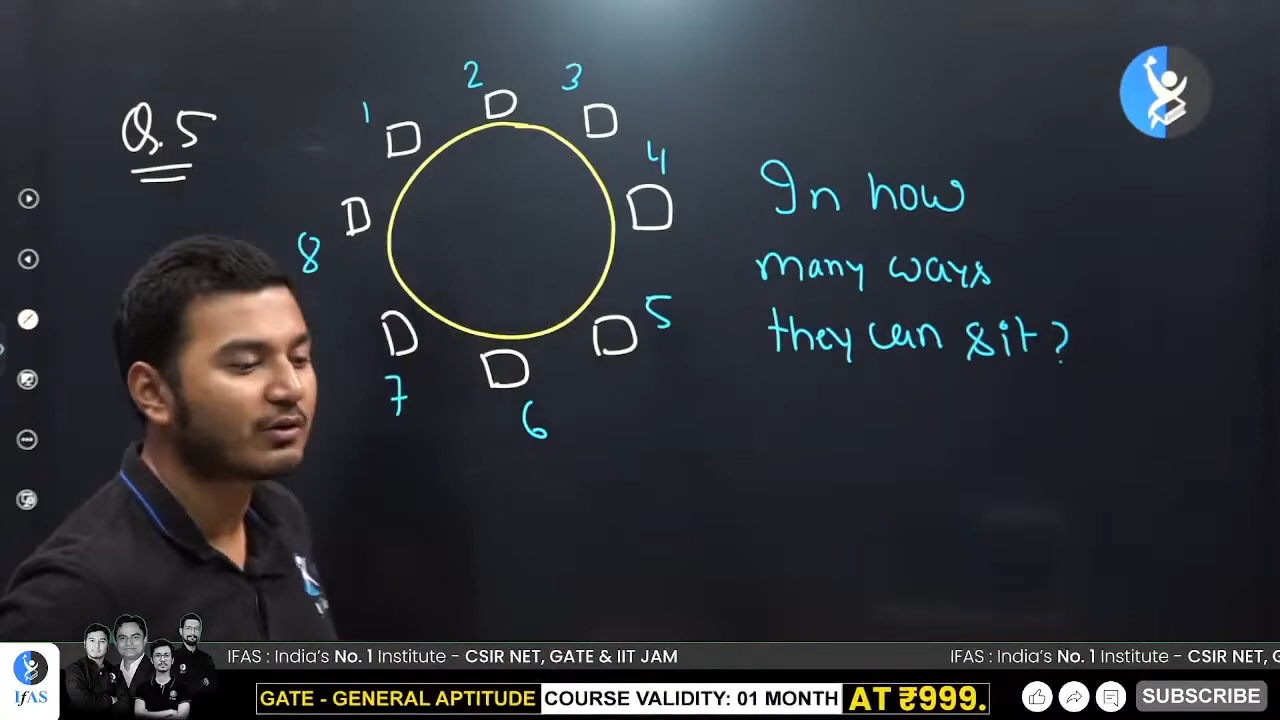 Q.5
1
2
3
4
5
6
7
8
In how
many ways
they can sit?
IfAS
IFAS : India's No. 1 Institute - CSIR NET, GATE & IIT JAM
IFAS : India's No. 1 Institute - CSIR NET, G
GATE - GENERAL APTITUDE COURSE VALIDITY: 01 MONTH AT ₹999.
SUBSCRIBE